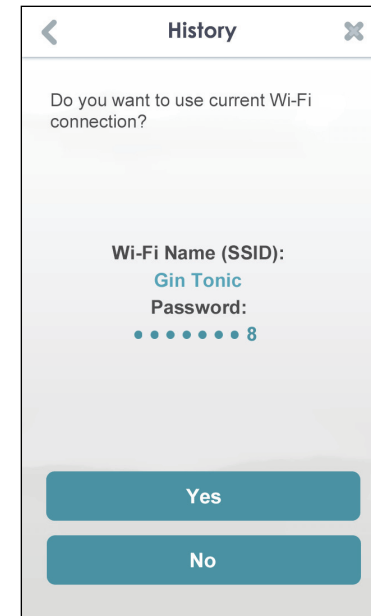 History
Do you want to use current Wi-Fi
connection?
Wi-Fi Name (SSID):
Gin Tonic
Password:
•••••••8
Yes
No